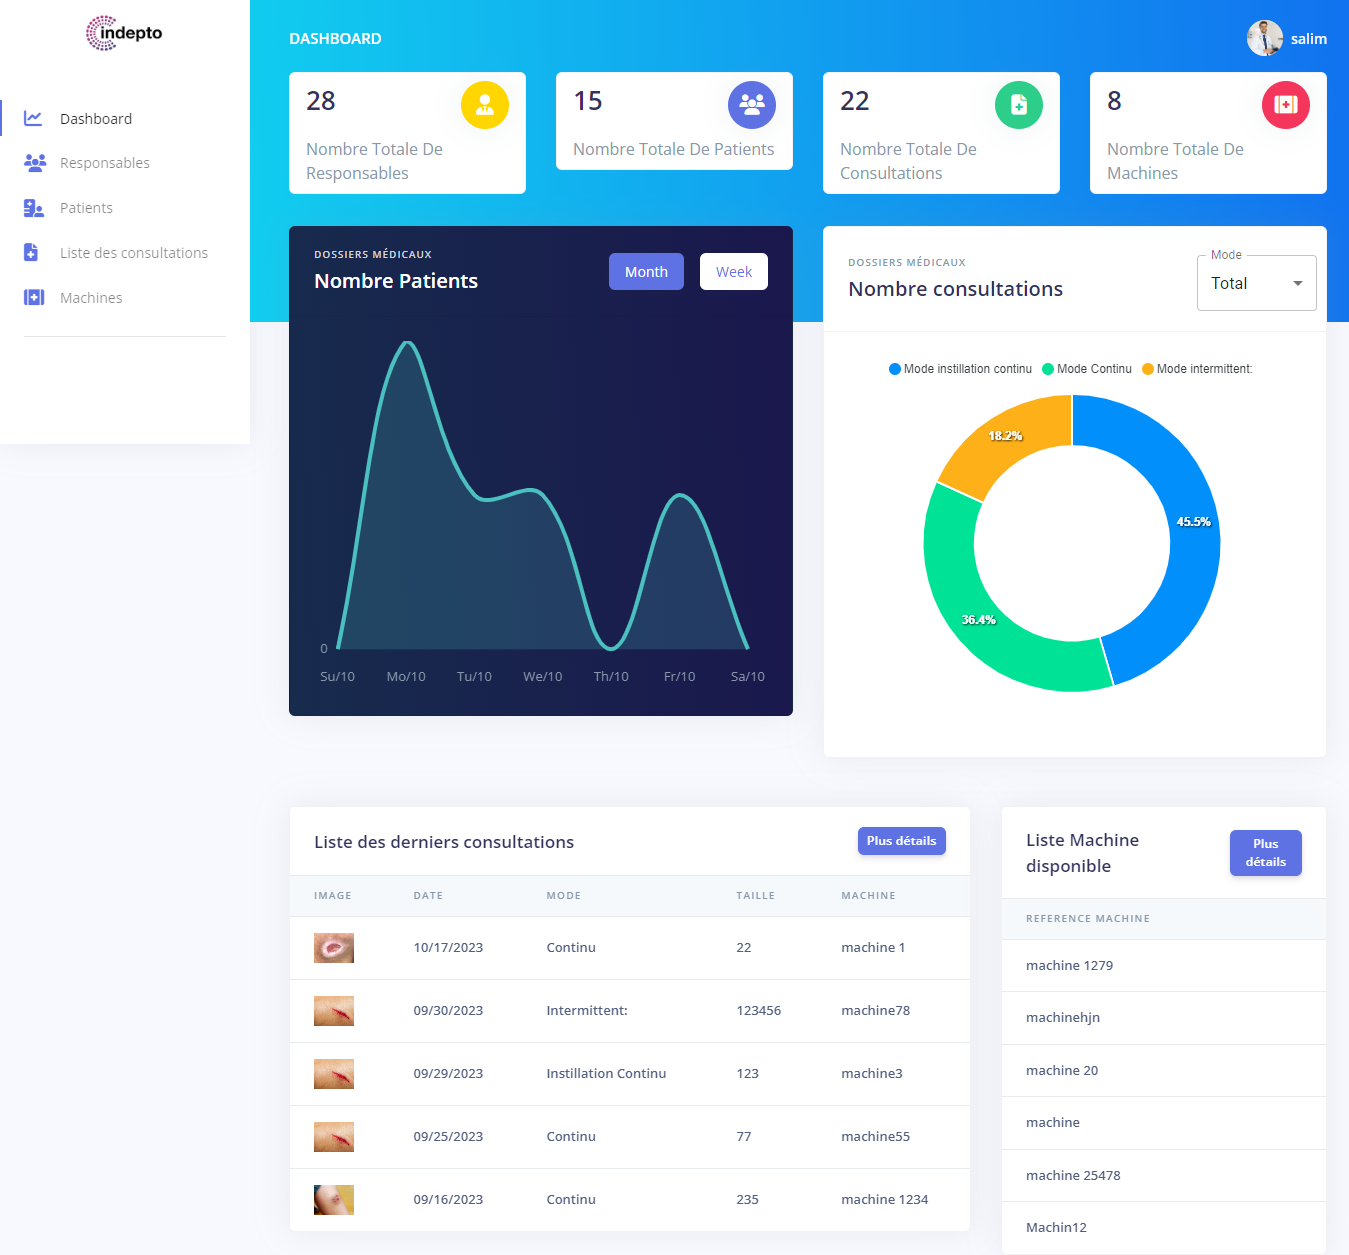 indepto
Dashboard
Responsables
Patients
Liste des consultations
Machines
DASHBOARD
salim
28
Nombre Totale De
Responsables
15
Nombre Totale De Patients
22
Nombre Totale De
Consultations
8
Nombre Totale De
Machines
DOSSIERS MÉDICAUX
Nombre Patients
Month
Week
0
Su/10 Mo/10 Tu/10 We/10 Th/10 Fr/10 Sa/10
DOSSIERS MÉDICAUX
Nombre consultations
Mode
Total
Mode instillation continu Mode Continu Mode intermittent:
18.2%
45.5%
36.4%
Liste des derniers consultations
Plus détails
IMAGE DATE MODE TAILLE MACHINE
10/17/2023 Continu 22 machine 1
09/30/2023 Intermittent: 123456 machine78
09/29/2023 Instillation Continu 123 machine3
09/25/2023 Continu 77 machine55
09/16/2023 Continu 235 machine 1234
Liste Machine
disponible
Plus
détails
REFERENCE MACHINE
machine 1279
machinehjn
machine 20
machine
machine 25478
Machin12